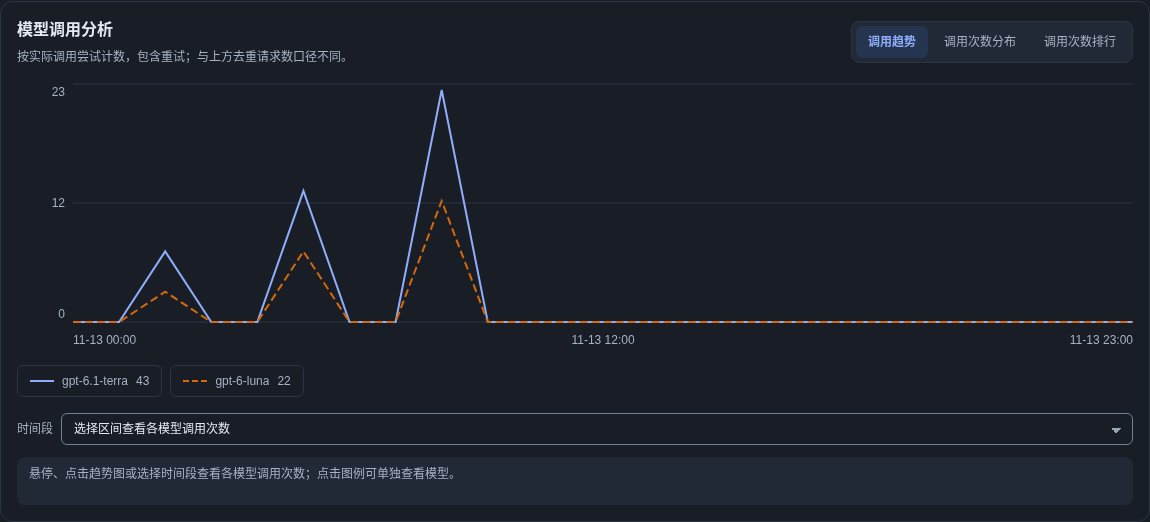 模型调用分析
按实际调用尝试计数，包含重试；与上方去重请求数口径不同。
调用趋势 调用次数分布 调用次数排行
23
12
0
11-13 00:00 11-13 12:00 11-13 23:00
gpt-6.1-terra 43 gpt-6-luna 22
时间段 选择区间查看各模型调用次数
悬停、点击趋势图或选择时间段查看各模型调用次数；点击图例可单独查看模型。